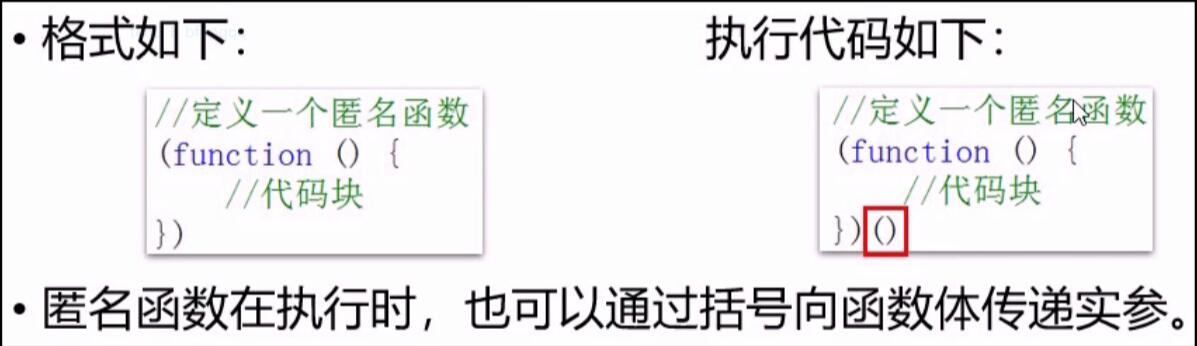 • 格式如下：
//定义一个匿名函数
(function () {
//代码块
})
执行代码如下：
//定义一个匿名函数
(function () {
//代码块
})()
• 匿名函数在执行时，也可以通过括号向函数体传递实参。